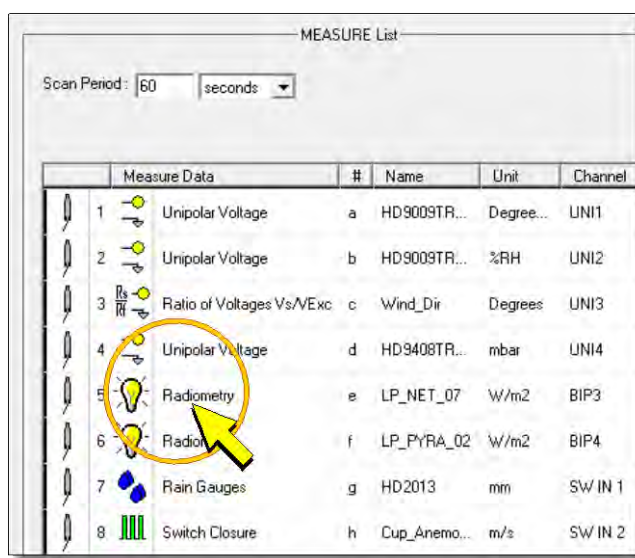 MEASURE List
Scan Period: 60 seconds
Measure Data # Name Unit Channel
1 Unipolar Voltage a HD9009TR... Degree... UNI1
2 Unipolar Voltage b HD9009TR... %RH UNI2
3 Rs Rf Ratio of Voltages Vs/VExc c Wind_Dir Degrees UNI3
4 Unipolar Voltage d HD9408TR... mbar UNI4
5 Radiometry e LP_NET_07 W/m2 BIP3
6 f LP_PYRA_02 W/m2 BIP4
7 Rain Gauges g HD2013 mm SW IN 1
8 Switch Closure h Cup_Anemo... m/s SW IN 2